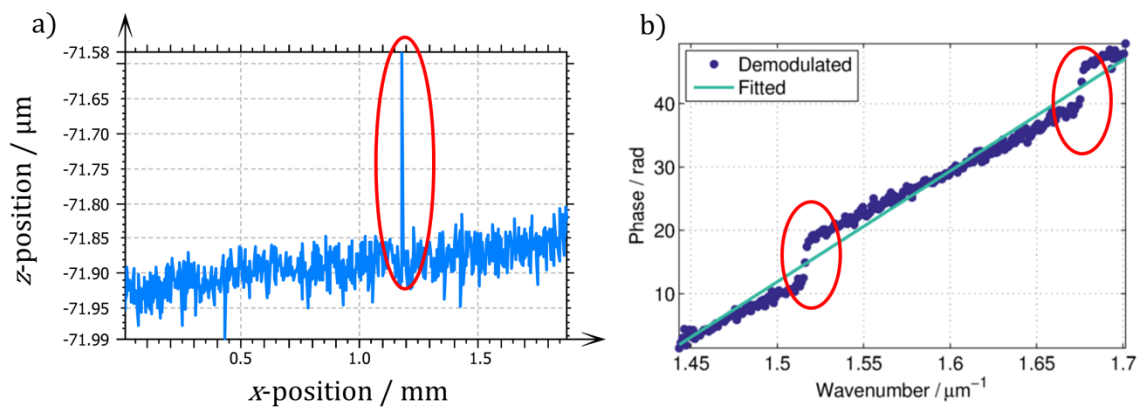 a)
-71.58
-71.65
-71.70
-71.75
-71.80
-71.85
-71.90
-71.95
-71.99
z-position / μm
0.5
1.0
1.5
x-position / mm
b)
Demodulated
Fitted
40
30
20
10
Phase / rad
1.45
1.5
1.55
1.6
1.65
1.7
Wavenumber / μm⁻¹